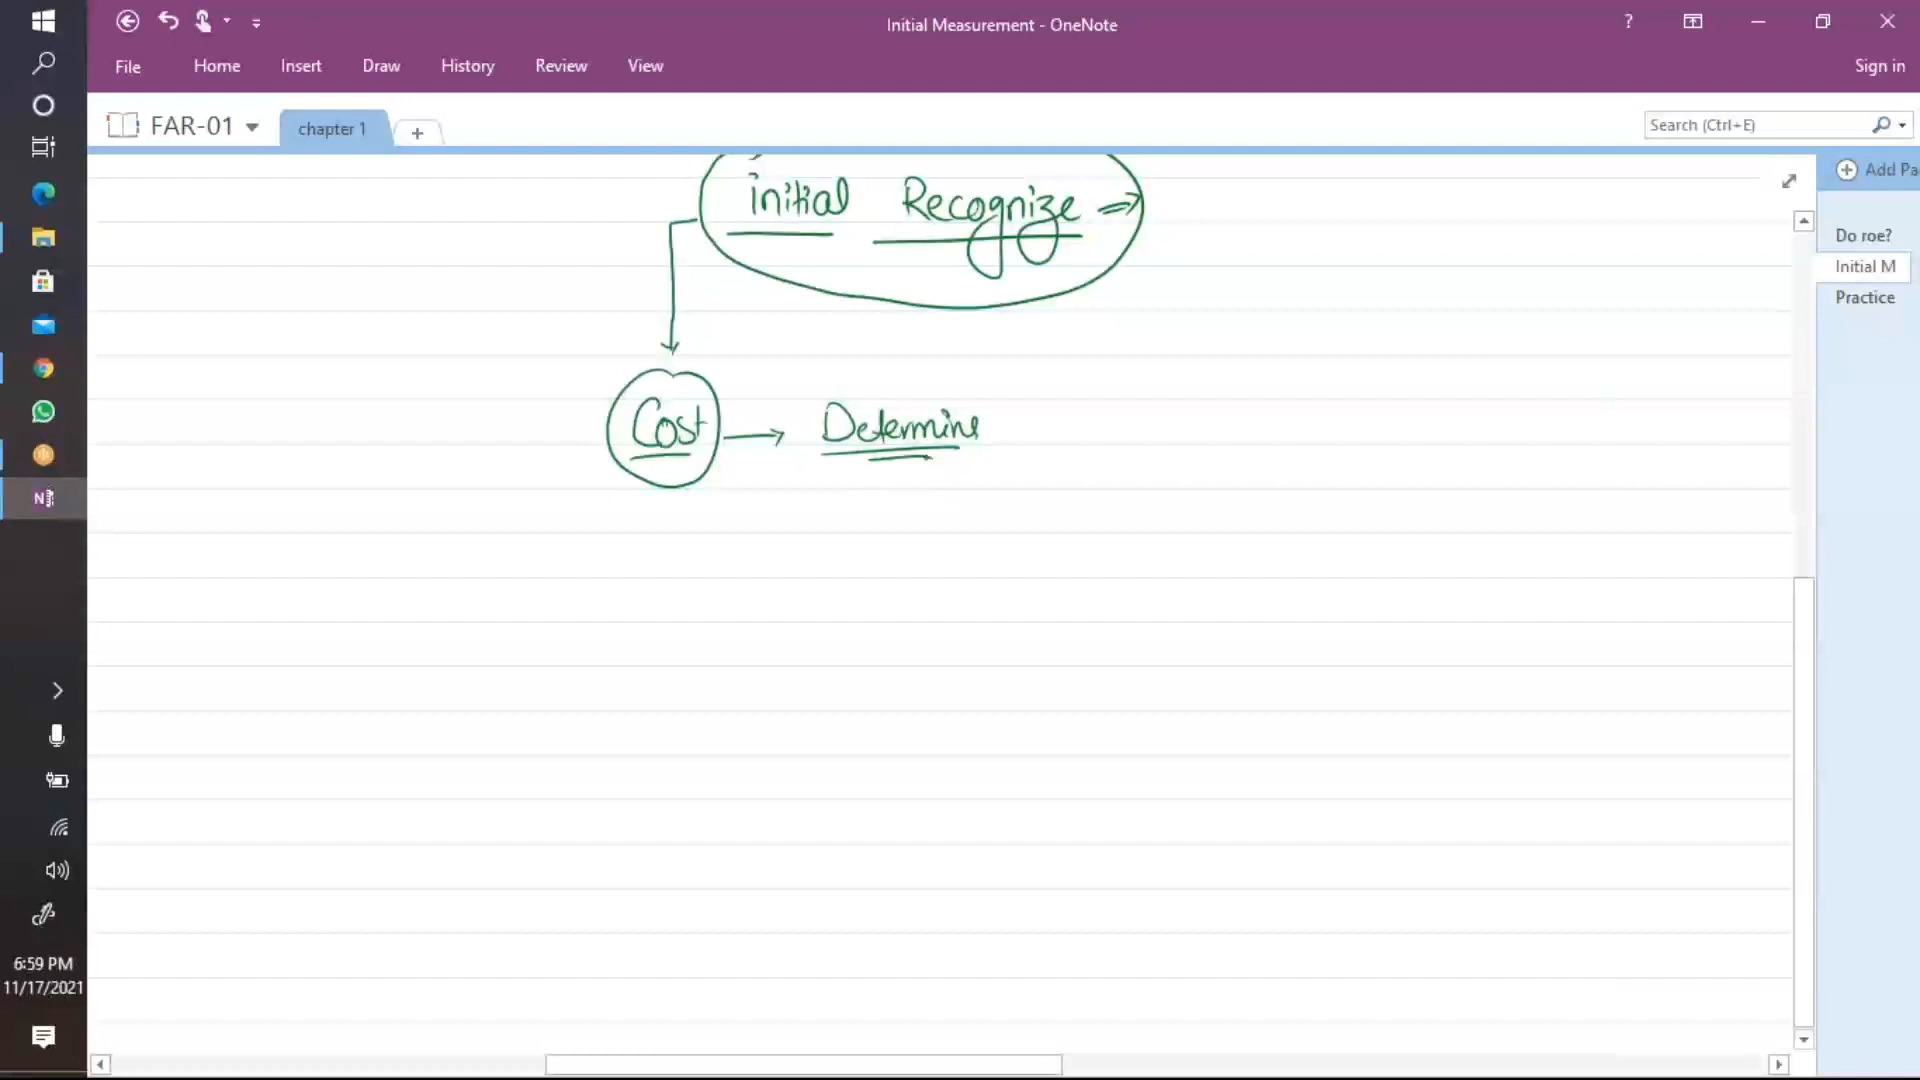 Initial Measurement - OneNote
?
File Home Insert Draw History Review View
Sign in
FAR-01 chapter 1 +
Search (Ctrl+E)
Add Pa
initial Recognize →
Do roe?
Initial M
Practice
Cost → Determine
N
6:59 PM
11/17/2021